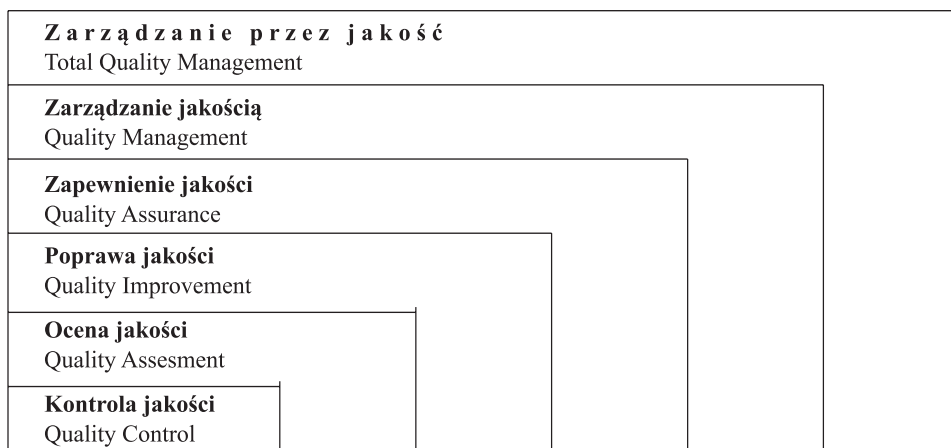 Zarządzanie przez jakość
Total Quality Management
Zarządzanie jakością
Quality Management
Zapewnienie jakości
Quality Assurance
Poprawa jakości
Quality Improvement
Ocena jakości
Quality Assesment
Kontrola jakości
Quality Control